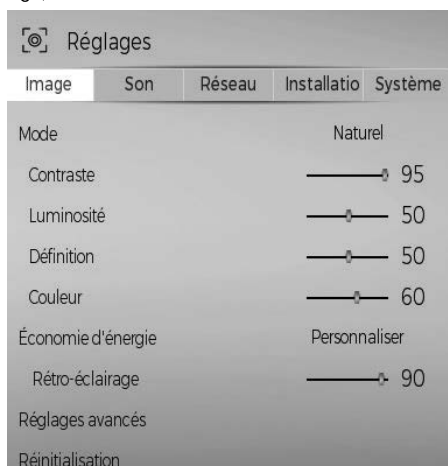 Réglages
Image Son Réseau Installatio Système
Mode Naturel
Contraste 95
Luminosité 50
Définition 50
Couleur 60
Économie d'énergie Personnaliser
Rétro-éclairage 90
Réglages avancés
Réinitialisation